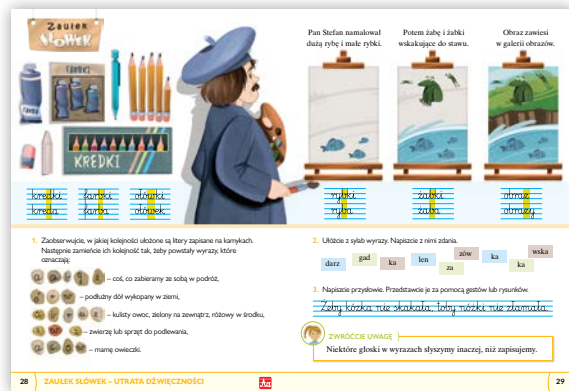 Zaułek
SŁÓWEK
FARBKI
KREDKI
kredki farbki ołówki
kreda farba ołówek
1. Zaobserwujcie, w jakiej kolejności ułożone są litery zapisane na kamykach.
Następnie zamieńcie ich kolejność tak, żeby powstały wyrazy, które
oznaczają:
– coś, co zabieramy ze sobą w podróż,
– podłużny dół wykopany w ziemi,
– kulisty owoc, zielony na zewnątrz, różowy w środku,
– zwierzę lub sprzęt do podlewania,
– mamę owieczki.
28 ZAUŁEK SŁÓWEK – UTRATA DŹWIĘCZNOŚCI
Pan Stefan namalował
dużą rybę i małe rybki.
Potem żabę i żabki
wskakujące do stawu.
Obraz zawiesi
w galerii obrazów.
rybki żabki obraz
ryba żaba obrazy
2. Ułóżcie z sylab wyrazy. Napiszcie z nimi zdania.
darz gad ka len za zów ka ka wska
3. Napiszcie przysłowie. Przedstawcie je za pomocą gestów lub rysunków.
Żeby kózka nie skakała, toby nóżki nie złamała.
ZWRÓĆCIE UWAGĘ
Niektóre głoski w wyrazach słyszymy inaczej, niż zapisujemy.
29